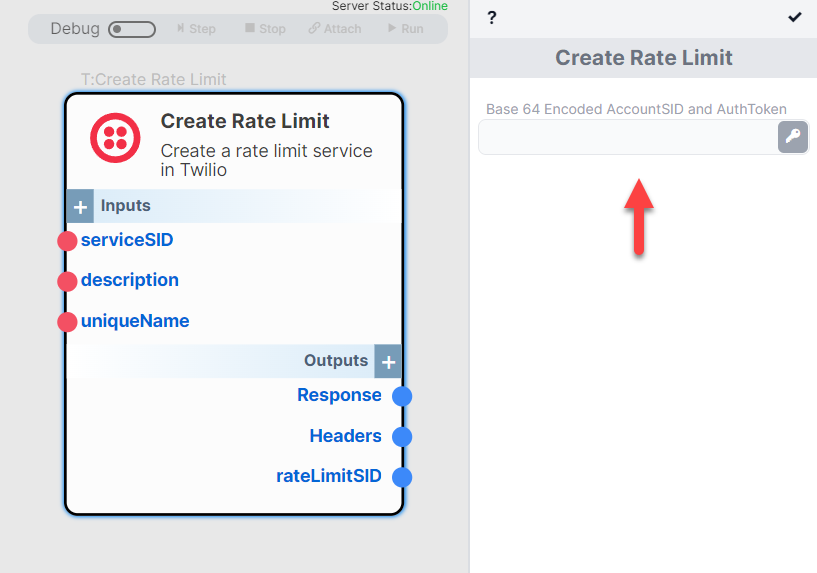 Server Status:Online
Debug
Step
Stop
Attach
Run
T:Create Rate Limit
Create Rate Limit
Create a rate limit service
in Twilio
+ Inputs
serviceSID
description
uniqueName
Outputs +
Response
Headers
rateLimitSID
?
Create Rate Limit
Base 64 Encoded AccountSID and AuthToken